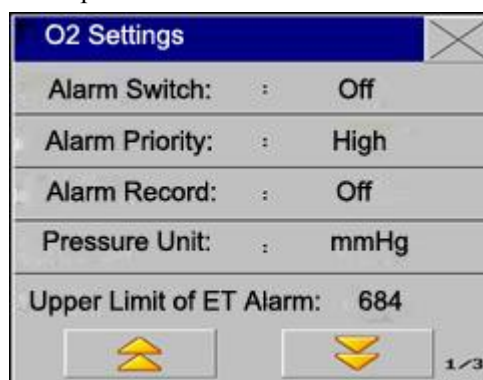 O2 Settings
Alarm Switch: : Off
Alarm Priority: : High
Alarm Record: : Off
Pressure Unit: : mmHg
Upper Limit of ET Alarm: 684
1/3